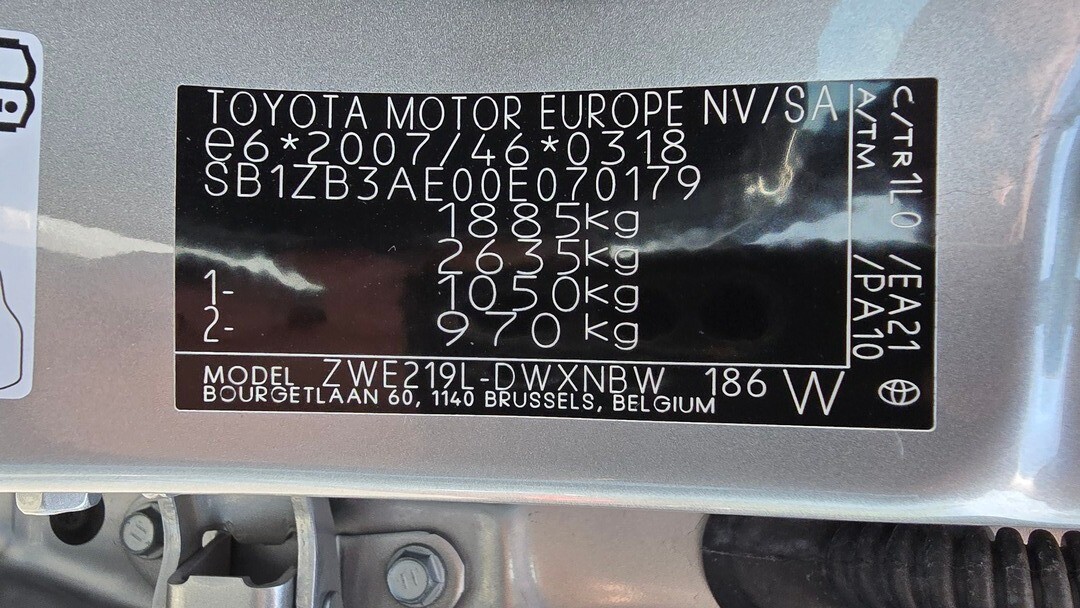 TOYOTA MOTOR EUROPE NV/SA
e6*2007/46*0318
SB1ZB3AE00E070179
1885kg
2635kg
1- 1050kg
2- 970 kg
MODEL ZWE219L-DWXNBW 186 W
BOURGETLAAN 60, 1140 BRUSSELS, BELGIUM
C/TR 1L0 /EA21
A/TM /PA10